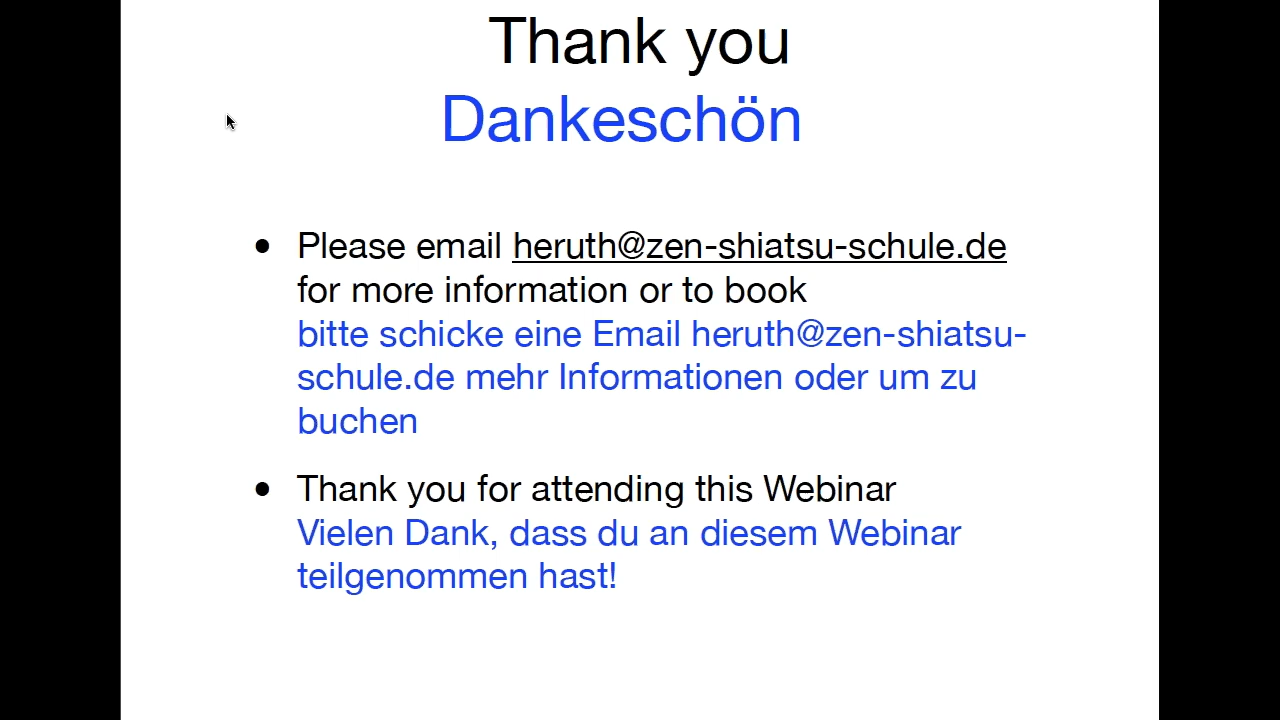 Thank you
Dankeschön
• Please email heruth@zen-shiatsu-schule.de
for more information or to book
bitte schicke eine Email heruth@zen-shiatsu-
schule.de mehr Informationen oder um zu
buchen
• Thank you for attending this Webinar
Vielen Dank, dass du an diesem Webinar
teilgenommen hast!